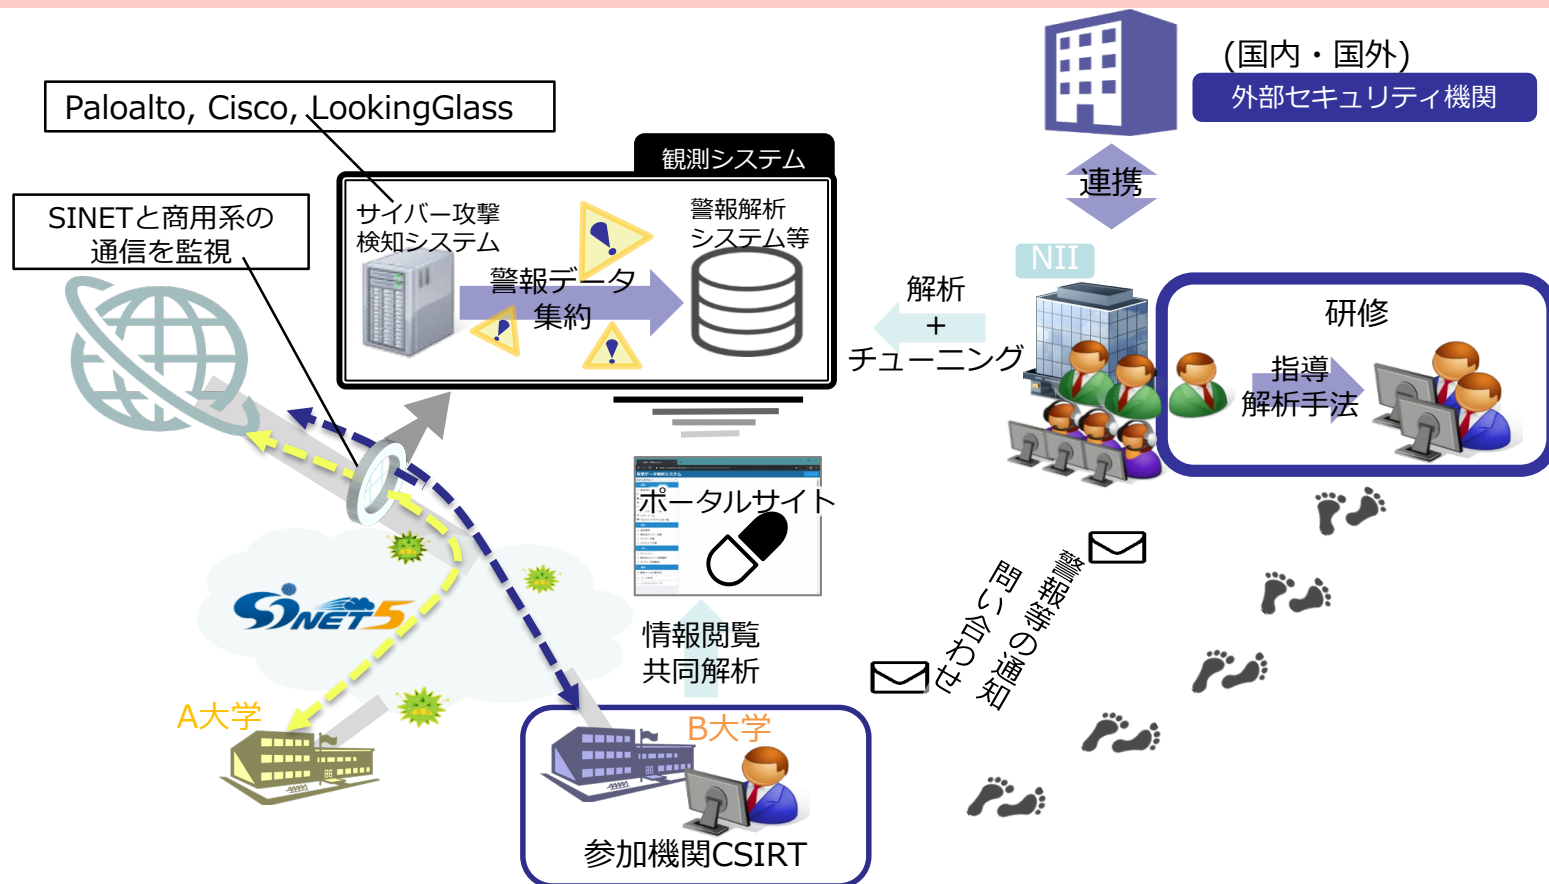 (国内・国外)
外部セキュリティ機関
Paloalto, Cisco, LookingGlass
観測システム
連携
SINETと商用系の
通信を監視
サイバー攻撃
検知システム
警報解析
システム等
警報データ
集約
NII
解析
+
チューニング
研修
指導
解析手法
ポータルサイト
警報等の通知
問い合わせ
SINET5
情報閲覧
共同解析
A大学
B大学
参加機関CSIRT